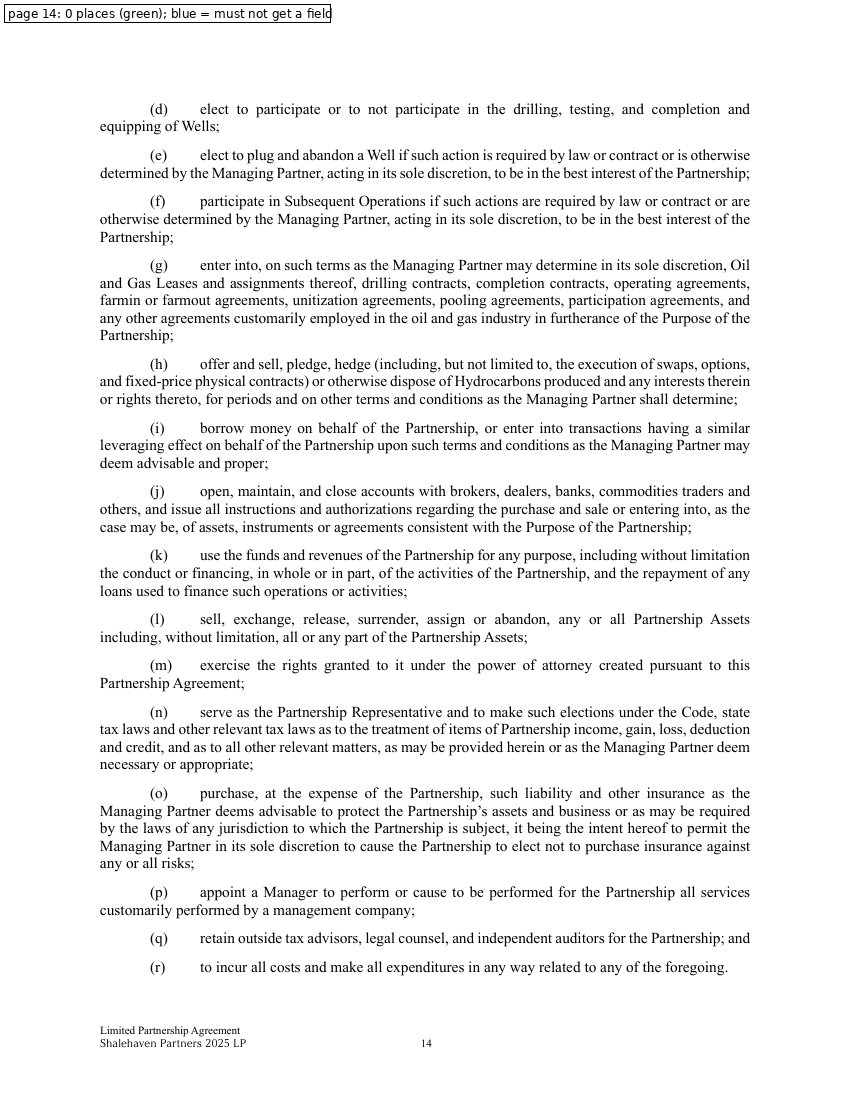 page 14: 0 places (green); blue = must not get a field
(d) elect to participate or to not participate in the drilling, testing, and completion and
equipping of Wells;
(e) elect to plug and abandon a Well if such action is required by law or contract or is otherwise
determined by the Managing Partner, acting in its sole discretion, to be in the best interest of the Partnership;
(f) participate in Subsequent Operations if such actions are required by law or contract or are
otherwise determined by the Managing Partner, acting in its sole discretion, to be in the best interest of the
Partnership;
(g) enter into, on such terms as the Managing Partner may determine in its sole discretion, Oil
and Gas Leases and assignments thereof, drilling contracts, completion contracts, operating agreements,
farmin or farmout agreements, unitization agreements, pooling agreements, participation agreements, and
any other agreements customarily employed in the oil and gas industry in furtherance of the Purpose of the
Partnership;
(h) offer and sell, pledge, hedge (including, but not limited to, the execution of swaps, options,
and fixed-price physical contracts) or otherwise dispose of Hydrocarbons produced and any interests therein
or rights thereto, for periods and on other terms and conditions as the Managing Partner shall determine;
(i) borrow money on behalf of the Partnership, or enter into transactions having a similar
leveraging effect on behalf of the Partnership upon such terms and conditions as the Managing Partner may
deem advisable and proper;
(j) open, maintain, and close accounts with brokers, dealers, banks, commodities traders and
others, and issue all instructions and authorizations regarding the purchase and sale or entering into, as the
case may be, of assets, instruments or agreements consistent with the Purpose of the Partnership;
(k) use the funds and revenues of the Partnership for any purpose, including without limitation
the conduct or financing, in whole or in part, of the activities of the Partnership, and the repayment of any
loans used to finance such operations or activities;
(l) sell, exchange, release, surrender, assign or abandon, any or all Partnership Assets
including, without limitation, all or any part of the Partnership Assets;
(m) exercise the rights granted to it under the power of attorney created pursuant to this
Partnership Agreement;
(n) serve as the Partnership Representative and to make such elections under the Code, state
tax laws and other relevant tax laws as to the treatment of items of Partnership income, gain, loss, deduction
and credit, and as to all other relevant matters, as may be provided herein or as the Managing Partner deem
necessary or appropriate;
(o) purchase, at the expense of the Partnership, such liability and other insurance as the
Managing Partner deems advisable to protect the Partnership’s assets and business or as may be required
by the laws of any jurisdiction to which the Partnership is subject, it being the intent hereof to permit the
Managing Partner in its sole discretion to cause the Partnership to elect not to purchase insurance against
any or all risks;
(p) appoint a Manager to perform or cause to be performed for the Partnership all services
customarily performed by a management company;
(q) retain outside tax advisors, legal counsel, and independent auditors for the Partnership; and
(r) to incur all costs and make all expenditures in any way related to any of the foregoing.
Limited Partnership Agreement
Shalehaven Partners 2025 LP 14